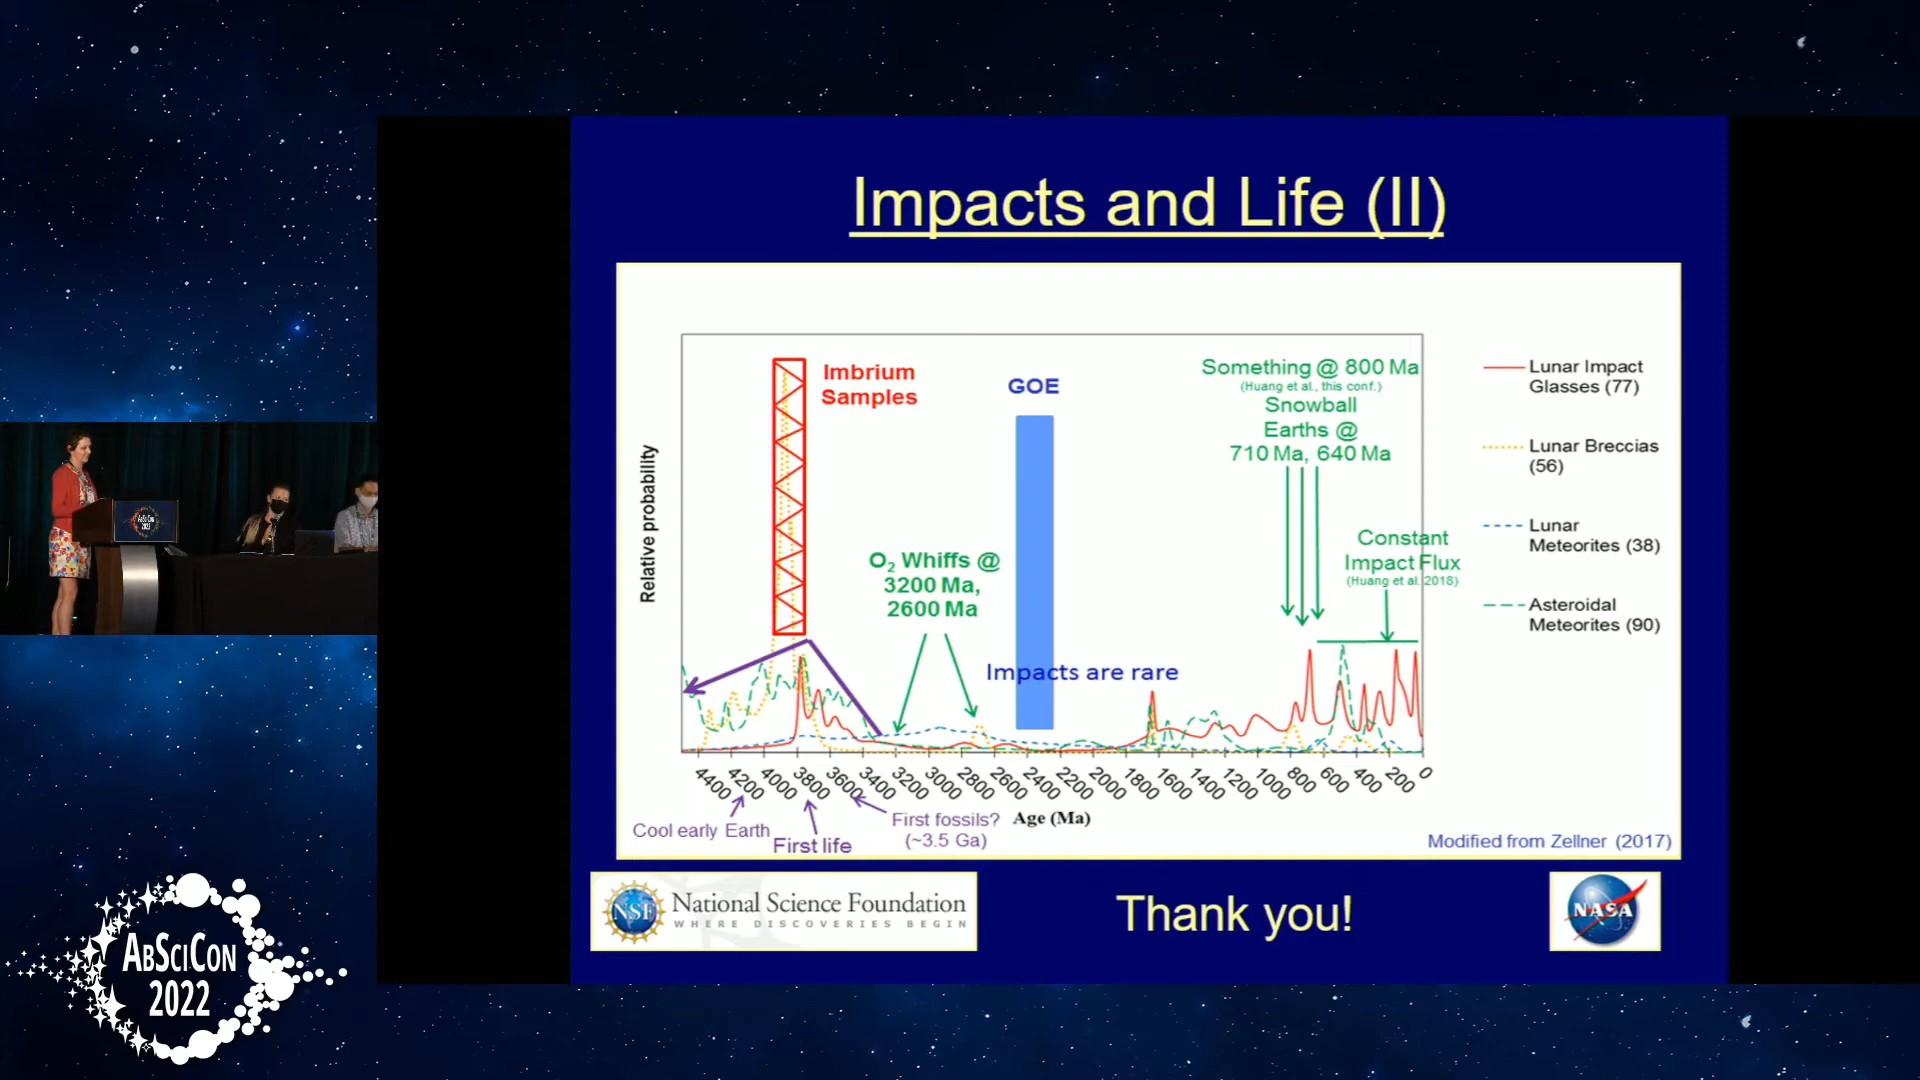 Impacts and Life (II)
Imbrium
Samples
GOE
Something @ 800 Ma
(Huang et al., this conf.)
Snowball
Earths @
710 Ma, 640 Ma
Constant
Impact Flux
(Huang et al. 2018)
O2 Whiffs @
3200 Ma,
2600 Ma
Impacts are rare
Relative probability
Lunar Impact
Glasses (77)
Lunar Breccias
(56)
Lunar
Meteorites (38)
Asteroidal
Meteorites (90)
4400 4200 4000 3800 3600 3400 3200 3000 2800 2600 2400 2200 2000 1800 1600 1400 1200 1000 800 600 400 200 0
Age (Ma)
Cool early Earth
First life
First fossils?
(~3.5 Ga)
Modified from Zellner (2017)
NSF
National Science Foundation
WHERE DISCOVERIES BEGIN
Thank you!
NASA
AbSciCon
2022
AbSciCon
2022